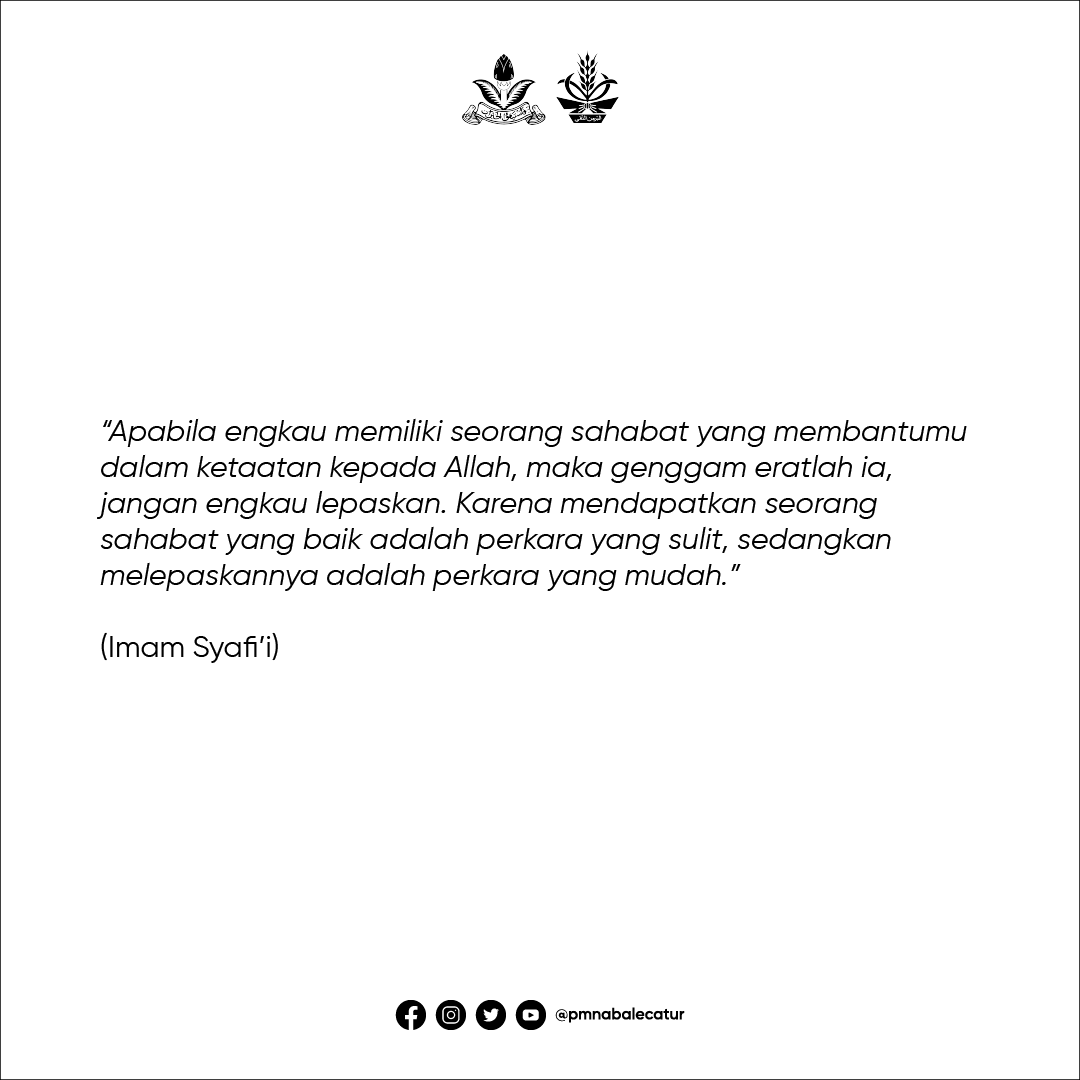 “Apabila engkau memiliki seorang sahabat yang membantumu
dalam ketaatan kepada Allah, maka genggam eratlah ia,
jangan engkau lepaskan. Karena mendapatkan seorang
sahabat yang baik adalah perkara yang sulit, sedangkan
melepaskannya adalah perkara yang mudah.”
(Imam Syafi’i)
@pmnabalecatur